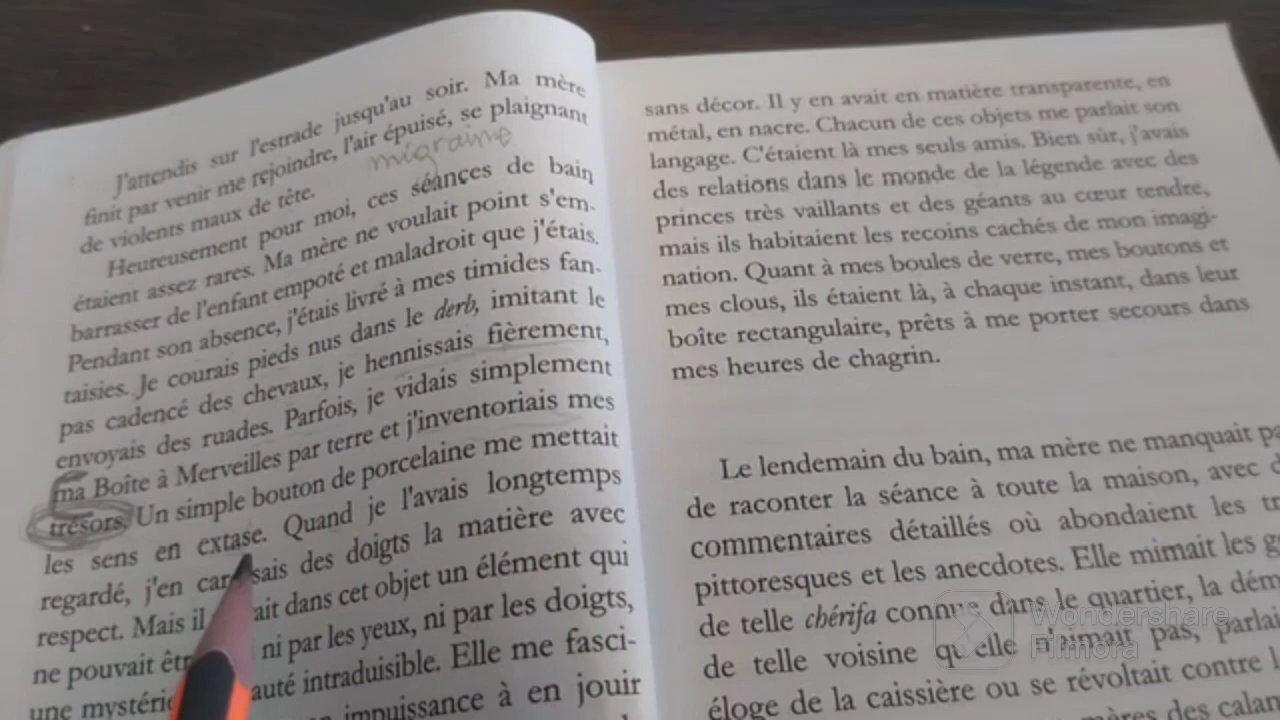 J'attendis sur l'estrade jusqu'au soir. Ma mère
finit par venir me rejoindre, l'air épuisé, se plaignant
migraine
de violents maux de tête.
Heureusement pour moi, ces séances de bain
étaient assez rares. Ma mère ne voulait point s'em-
barrasser de l'enfant empoté et maladroit que j'étais.
Pendant son absence, j'étais livré à mes timides fan-
taisies. Je courais pieds nus dans le derb, imitant le
pas cadencé des chevaux, je hennissais fièrement,
envoyais des ruades. Parfois, je vidais simplement
ma Boîte à Merveilles par terre et j'inventoriais mes
trésors. Un simple bouton de porcelaine me mettait
les sens en extase. Quand je l'avais longtemps
regardé, j'en des doigts la matière avec
respect. Mais il dans cet objet un élément qui
ne pouvait ni par les yeux, ni par les doigts,
une intraduisible. Elle me fasci-
impuissance à en jouir
sans décor. Il y en avait en matière transparente, en
métal, en nacre. Chacun de ces objets me parlait son
langage. C'étaient là mes seuls amis. Bien sûr, j'avais
des relations dans le monde de la légende avec des
princes très vaillants et des géants au cœur tendre,
mais ils habitaient les recoins cachés de mon imagi-
nation. Quant à mes boules de verre, mes boutons et
mes clous, ils étaient là, à chaque instant, dans leur
boîte rectangulaire, prêts à me porter secours dans
mes heures de chagrin.
Le lendemain du bain, ma mère ne manquait
de raconter la séance à toute la maison, avec
commentaires détaillés où abondaient les
pittoresques et les anecdotes. Elle mimait les
de telle chérifa connue dans le quartier, la
de telle voisine qu'elle n'aimait pas,
éloge de la caissière ou se révoltait contre
des
Wondershare
Filmora